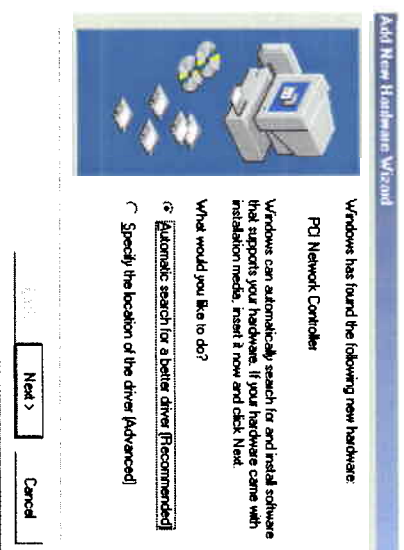 Add New Hardware Wizard
Windows has found the following new hardware:
PCI Network Controller
Windows can automatically search for and install software
that supports your hardware. If your hardware came with
installation media, insert it now and click Next.
What would you like to do?
Automatic search for a better driver (Recommended)
Specify the location of the driver (Advanced)
Next >
Cancel